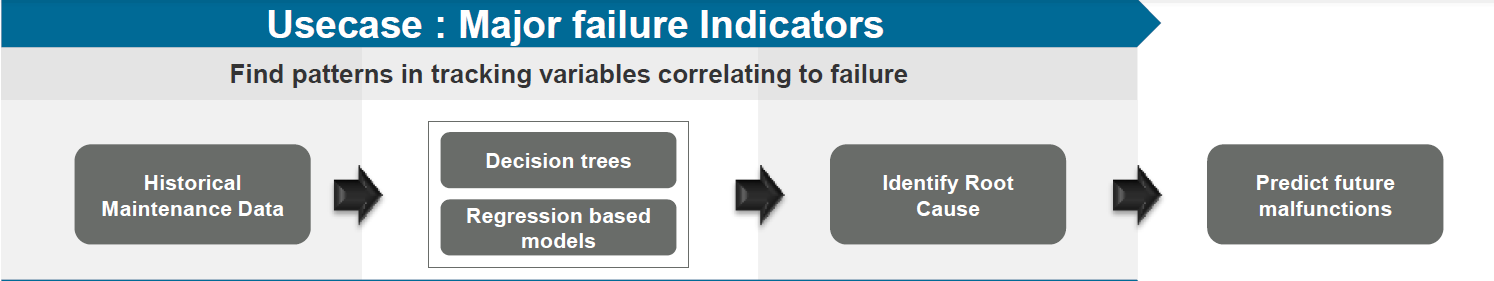 Usecase : Major failure Indicators
Find patterns in tracking variables correlating to failure
Historical
Maintenance Data
Decision trees
Regression based
models
Identify Root
Cause
Predict future
malfunctions